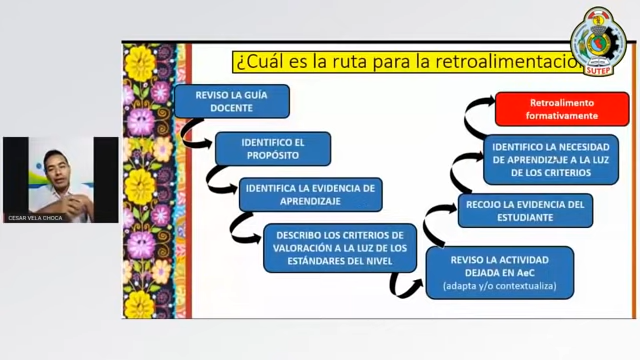 ¿Cuál es la ruta para la retroalimentación
SUTEP
REVISO LA GUÍA
DOCENTE
IDENTIFICO EL
PROPÓSITO
IDENTIFICA LA EVIDENCIA DE
APRENDIZAJE
DESCRIBO LOS CRITERIOS DE
VALORACIÓN A LA LUZ DE LOS
ESTÁNDARES DEL NIVEL
REVISO LA ACTIVIDAD
DEJADA EN AeC
(adapta y/o contextualiza)
RECOJO LA EVIDENCIA DEL
ESTUDIANTE
IDENTIFICO LA NECESIDAD
DE APRENDIZAJE A LA LUZ
DE LOS CRITERIOS
Retroalimento
formativamente
CESAR VELA CHOCA